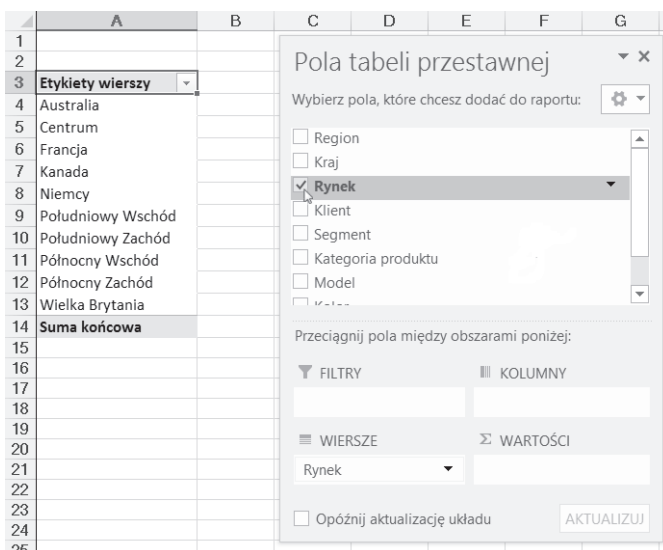 A B C D E F G
1
2
3 Etykiety wierszy
4 Australia
5 Centrum
6 Francja
7 Kanada
8 Niemcy
9 Południowy Wschód
10 Południowy Zachód
11 Północny Wschód
12 Północny Zachód
13 Wielka Brytania
14 Suma końcowa
15
16
17
18
19
20
21
22
23
24
25
Pola tabeli przestawnej
Wybierz pola, które chcesz dodać do raportu:
Region
Kraj
Rynek
Klient
Segment
Kategoria produktu
Model
Kolor
Przeciągnij pola między obszarami poniżej:
FILTRY
KOLUMNY
WIERSZE
Σ WARTOŚCI
Rynek
Opóźnij aktualizację układu
AKTUALIZUJ